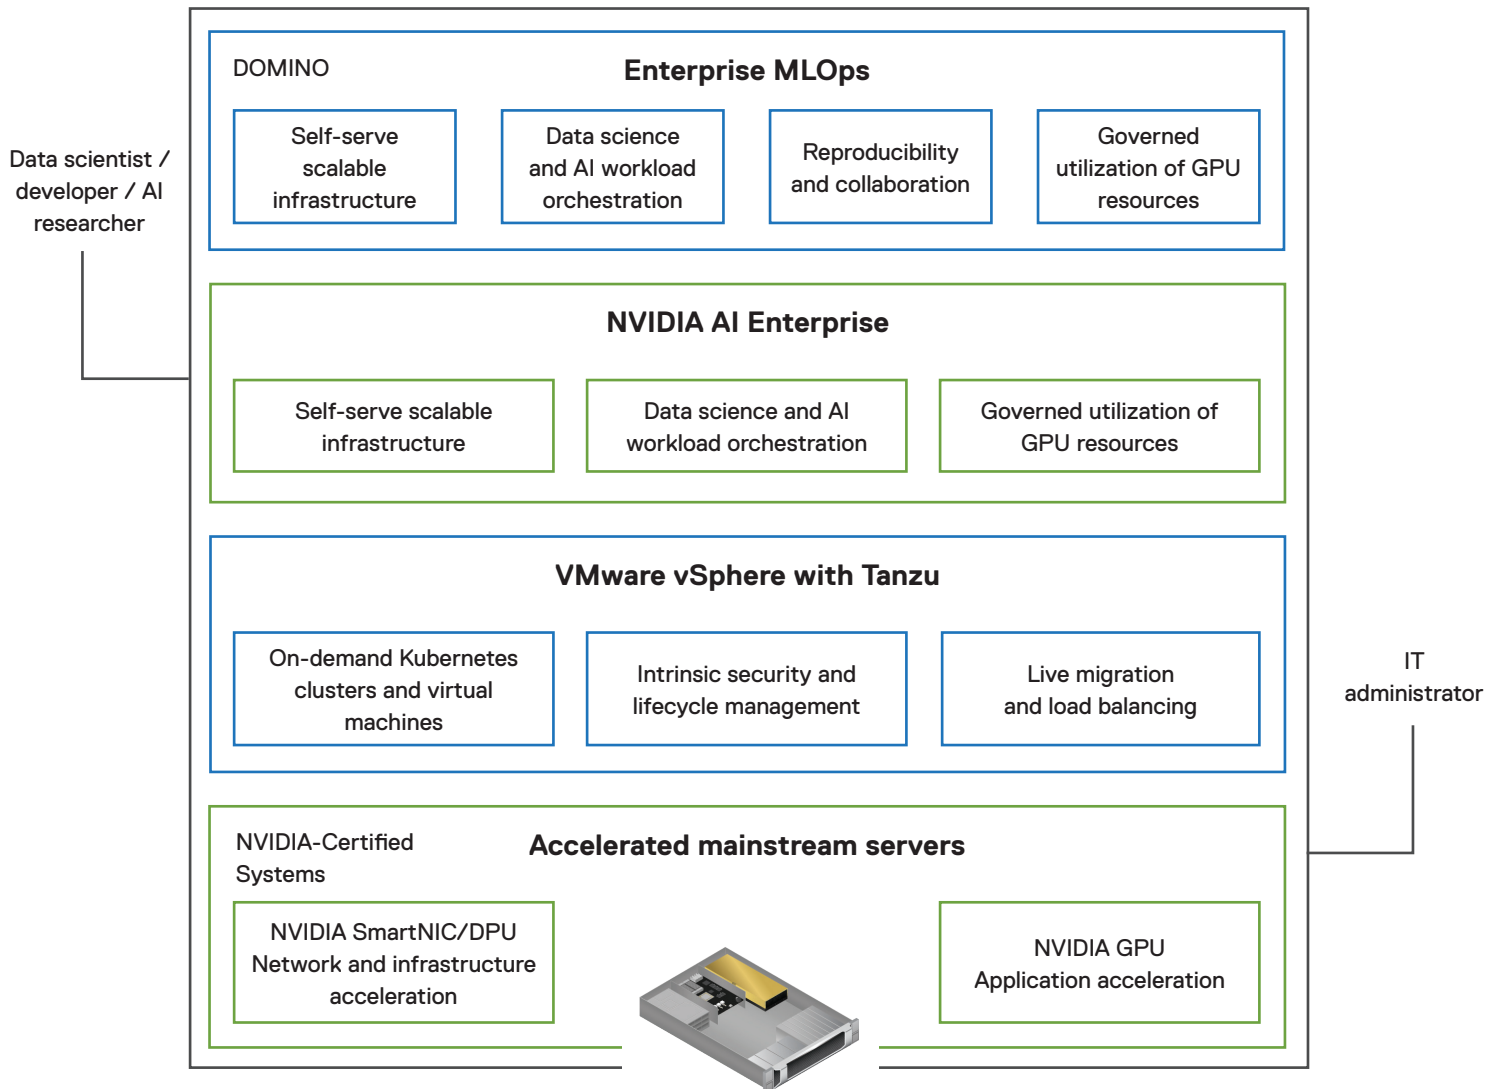 DOMINO
Enterprise MLOps
Self-serve
scalable
infrastructure
Data science
and AI workload
orchestration
Reproducibility
and collaboration
Governed
utilization of GPU
resources
Data scientist /
developer / AI
researcher
NVIDIA AI Enterprise
Self-serve scalable
infrastructure
Data science and AI
workload orchestration
Governed utilization of
GPU resources
VMware vSphere with Tanzu
On-demand Kubernetes
clusters and virtual
machines
Intrinsic security and
lifecycle management
Live migration
and load balancing
IT
administrator
NVIDIA-Certified
Systems
Accelerated mainstream servers
NVIDIA SmartNIC/DPU
Network and infrastructure
acceleration
NVIDIA GPU
Application acceleration